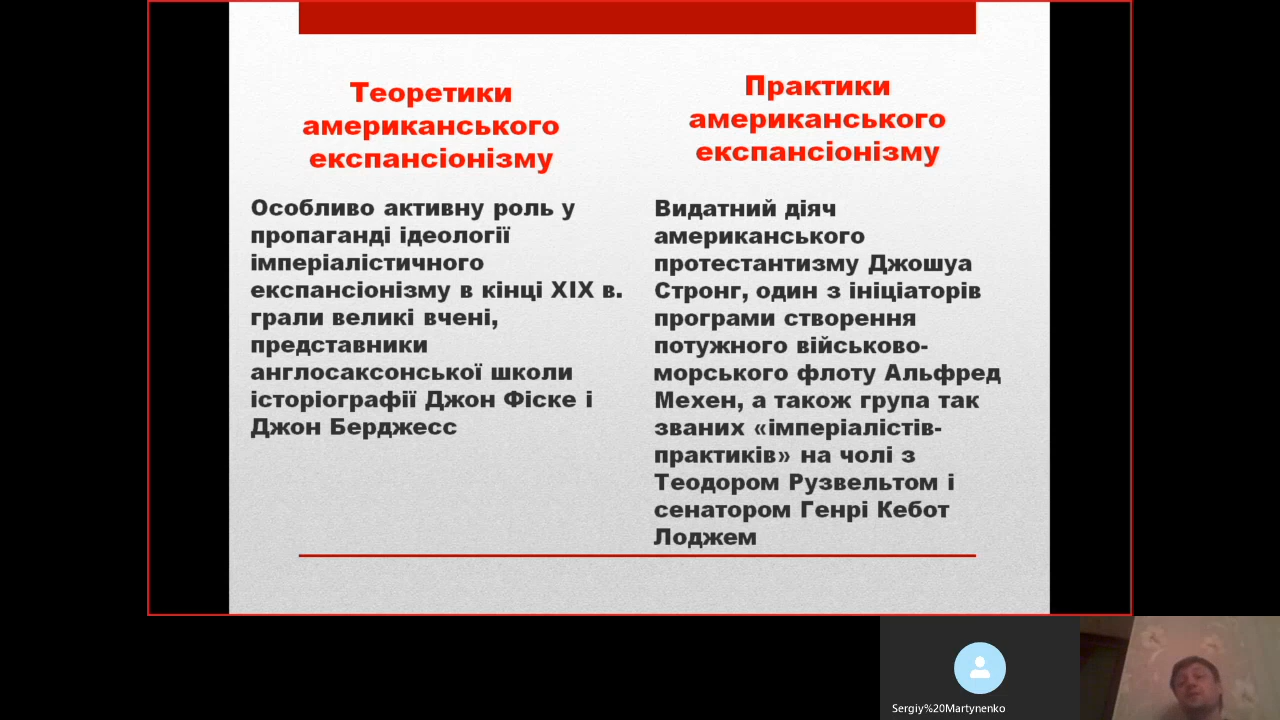 Теоретики
американського
експансіонізму
Особливо активну роль у
пропаганді ідеології
імперіалістичного
експансіонізму в кінці XIX в.
грали великі вчені,
представники
англосаксонської школи
історіографії Джон Фіске і
Джон Берджесс
Практики
американського
експансіонізму
Видатний діяч
американського
протестантизму Джошуа
Стронг, один з ініціаторів
програми створення
потужного військово-
морського флоту Альфред
Мехен, а також група так
званих «імперіалістів-
практиків» на чолі з
Теодором Рузвельтом і
сенатором Генрі Кебот
Лоджем
Sergiy%20Martynenko